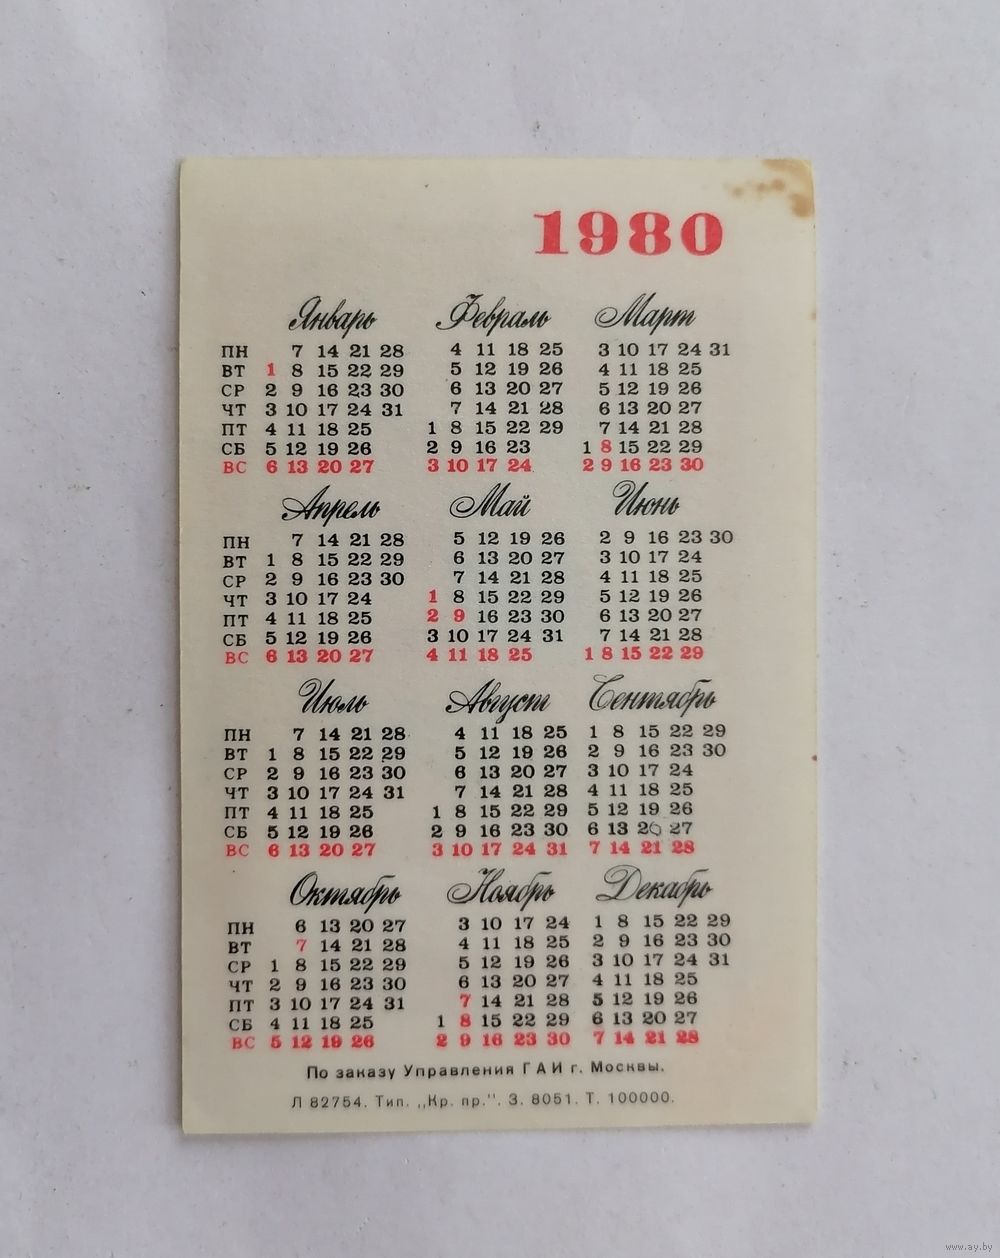 1980
Январь Февраль Март
ПН 7 14 21 28 4 11 18 25 3 10 17 24 31
ВТ 1 8 15 22 29 5 12 19 26 4 11 18 25
СР 2 9 16 23 30 6 13 20 27 5 12 19 26
ЧТ 3 10 17 24 31 7 14 21 28 6 13 20 27
ПТ 4 11 18 25 1 8 15 22 29 7 14 21 28
СБ 5 12 19 26 2 9 16 23 1 8 15 22 29
ВС 6 13 20 27 3 10 17 24 2 9 16 23 30
Апрель Май Июнь
ПН 7 14 21 28 5 12 19 26 2 9 16 23 30
ВТ 1 8 15 22 29 6 13 20 27 3 10 17 24
СР 2 9 16 23 30 7 14 21 28 4 11 18 25
ЧТ 3 10 17 24 1 8 15 22 29 5 12 19 26
ПТ 4 11 18 25 2 9 16 23 30 6 13 20 27
СБ 5 12 19 26 3 10 17 24 31 7 14 21 28
ВС 6 13 20 27 4 11 18 25 1 8 15 22 29
Июль Август Сентябрь
ПН 7 14 21 28 4 11 18 25 1 8 15 22 29
ВТ 1 8 15 22 29 5 12 19 26 2 9 16 23 30
СР 2 9 16 23 30 6 13 20 27 3 10 17 24
ЧТ 3 10 17 24 31 7 14 21 28 4 11 18 25
ПТ 4 11 18 25 1 8 15 22 29 5 12 19 26
СБ 5 12 19 26 2 9 16 23 30 6 13 20 27
ВС 6 13 20 27 3 10 17 24 31 7 14 21 28
Октябрь Ноябрь Декабрь
ПН 6 13 20 27 3 10 17 24 1 8 15 22 29
ВТ 7 14 21 28 4 11 18 25 2 9 16 23 30
СР 1 8 15 22 29 5 12 19 26 3 10 17 24 31
ЧТ 2 9 16 23 30 6 13 20 27 4 11 18 25
ПТ 3 10 17 24 31 7 14 21 28 5 12 19 26
СБ 4 11 18 25 1 8 15 22 29 6 13 20 27
ВС 5 12 19 26 2 9 16 23 30 7 14 21 28
По заказу Управления ГАИ г. Москвы.
Л 82754. Тип. „Кр. пр.". З. 8051. Т. 100000.
www.ay.by